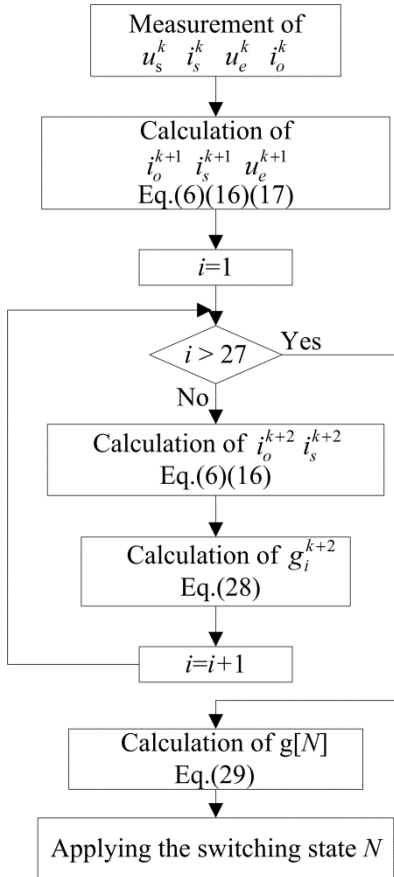 Measurement of
u_s^k i_s^k u_e^k i_o^k
Calculation of
i_o^{k+1} i_s^{k+1} u_e^{k+1}
Eq.(6)(16)(17)
i=1
i > 27
Yes
No
Calculation of i_o^{k+2} i_s^{k+2}
Eq.(6)(16)
Calculation of g_i^{k+2}
Eq.(28)
i=i+1
Calculation of g[N]
Eq.(29)
Applying the switching state N